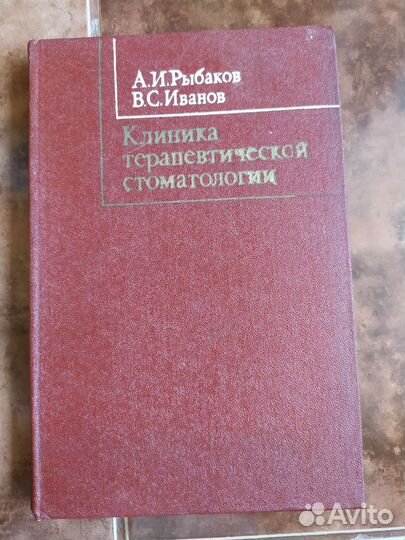 А.И.Рыбаков
В.С.Иванов
Клиника
терапевтической
стоматологии
Avito